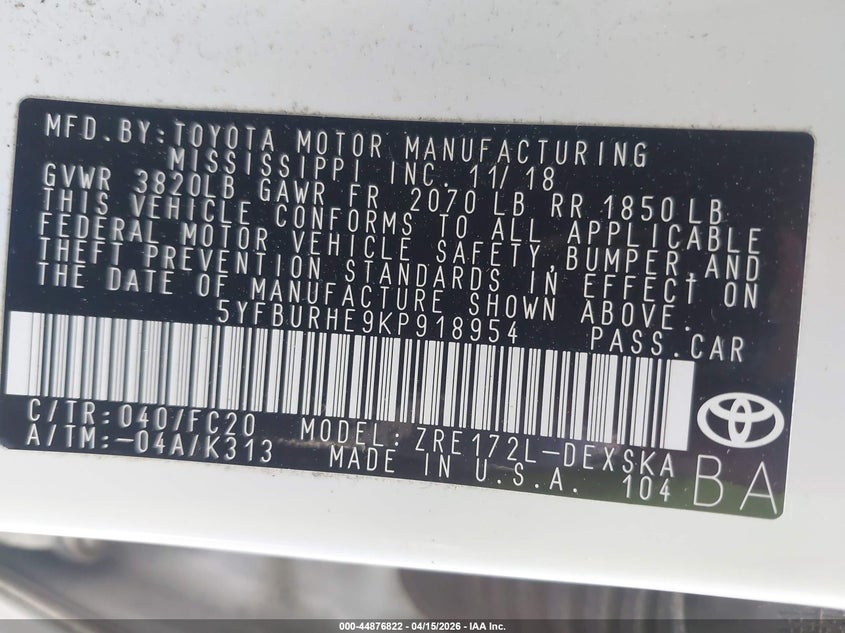 MFD. BY: TOYOTA MOTOR MANUFACTURING
MISSISSIPPI INC. 11/18
GVWR 3820LB GAWR FR 2070 LB RR 1850 LB
THIS VEHICLE CONFORMS TO ALL APPLICABLE
FEDERAL MOTOR VEHICLE SAFETY, BUMPER, AND
THEFT PREVENTION STANDARDS IN EFFECT ON
THE DATE OF MANUFACTURE SHOWN ABOVE.
5YFBURHE9KP918954 PASS. CAR
C/TR: 040/FC20
A/TM: -04A/K313
MODEL: ZRE172L-DEXSKA
MADE IN U.S.A. 104
BA
000-44876822 - 04/15/2026 - IAA Inc.